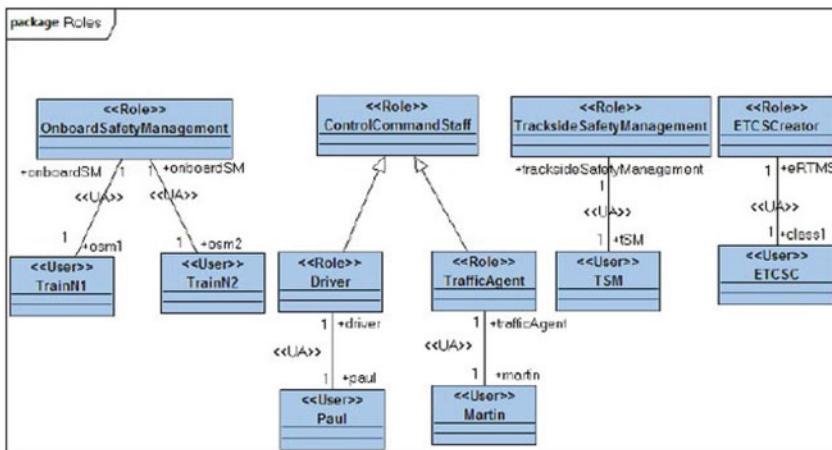 package Roles
<<Role>>
OnboardSafetyManagement
<<Role>>
ControlCommandStaff
<<Role>>
TracksideSafetyManagement
<<Role>>
ETCSCreator
+onboardSM
1
1
+onboardSM
<<UA>>
<<UA>>
1
+osm1
1
+osm2
<<User>>
TrainN1
<<User>>
TrainN2
<<Role>>
Driver
<<Role>>
TrafficAgent
+tracksideSafetyManagement
1
<<UA>>
1
+tSM
<<User>>
TSM
1
+eRTMS
<<UA>>
1
+class1
<<User>>
ETCSC
1
+driver
<<UA>>
1
+paul
<<User>>
Paul
1
+trafficAgent
<<UA>>
1
+martin
<<User>>
Martin